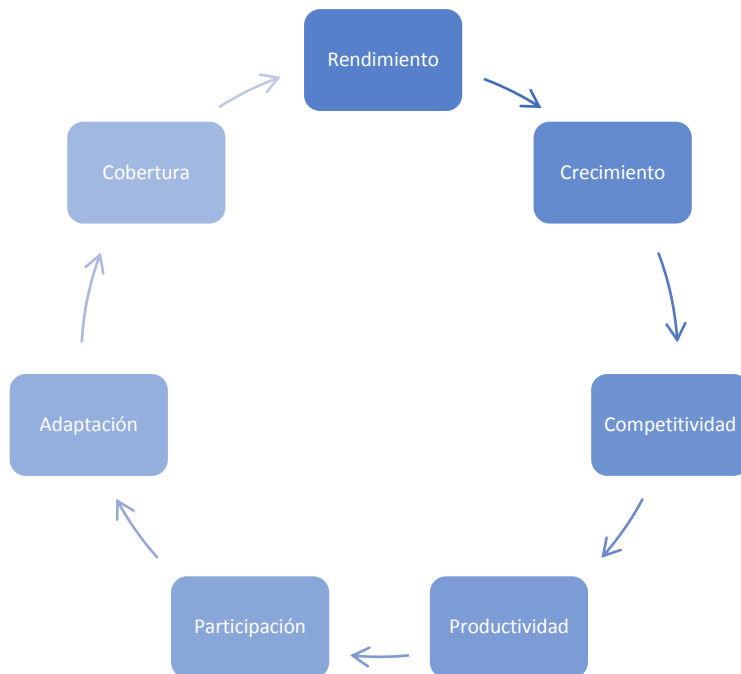 Rendimiento
Crecimiento
Competitividad
Productividad
Participación
Adaptación
Cobertura